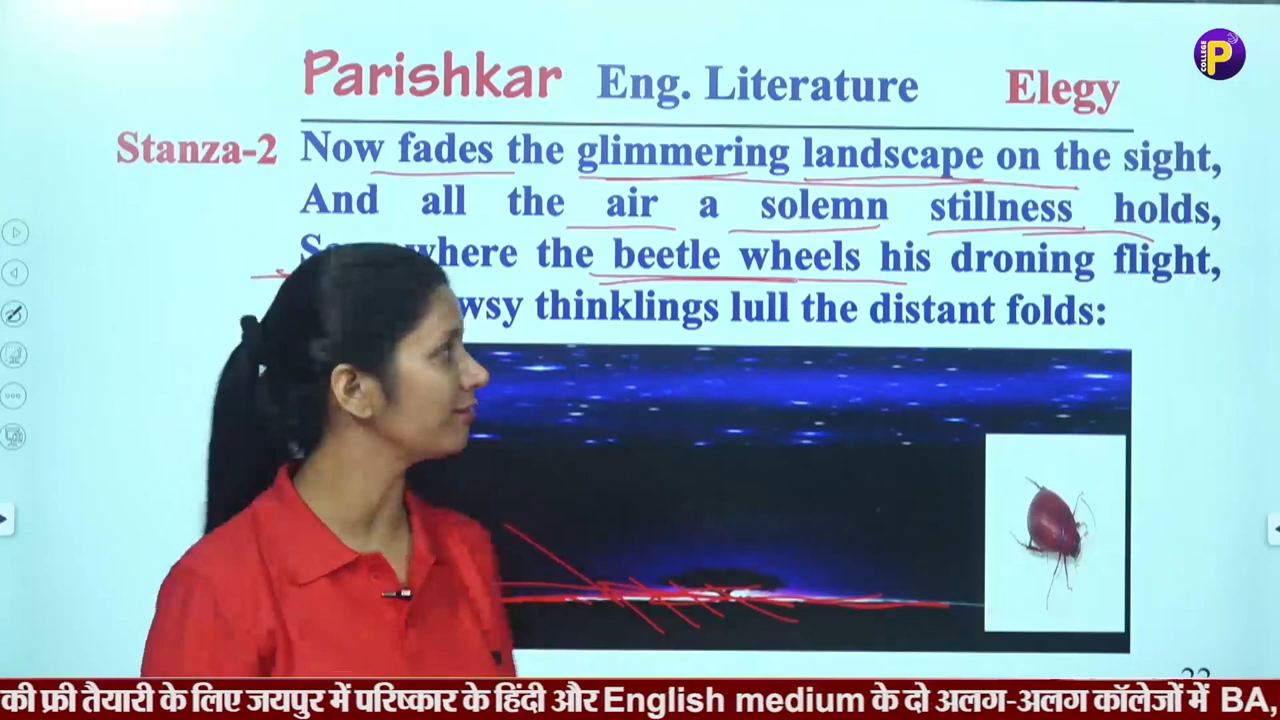 Parishkar Eng. Literature Elegy
COLLEGE P
Stanza-2 Now fades the glimmering landscape on the sight,
And all the air a solemn stillness holds,
where the beetle wheels his droning flight,
thinklings lull the distant folds:
की फ्री तैयारी के लिए जयपुर में परिष्कार के हिंदी और English medium के दो अलग-अलग कॉलेजों में BA,